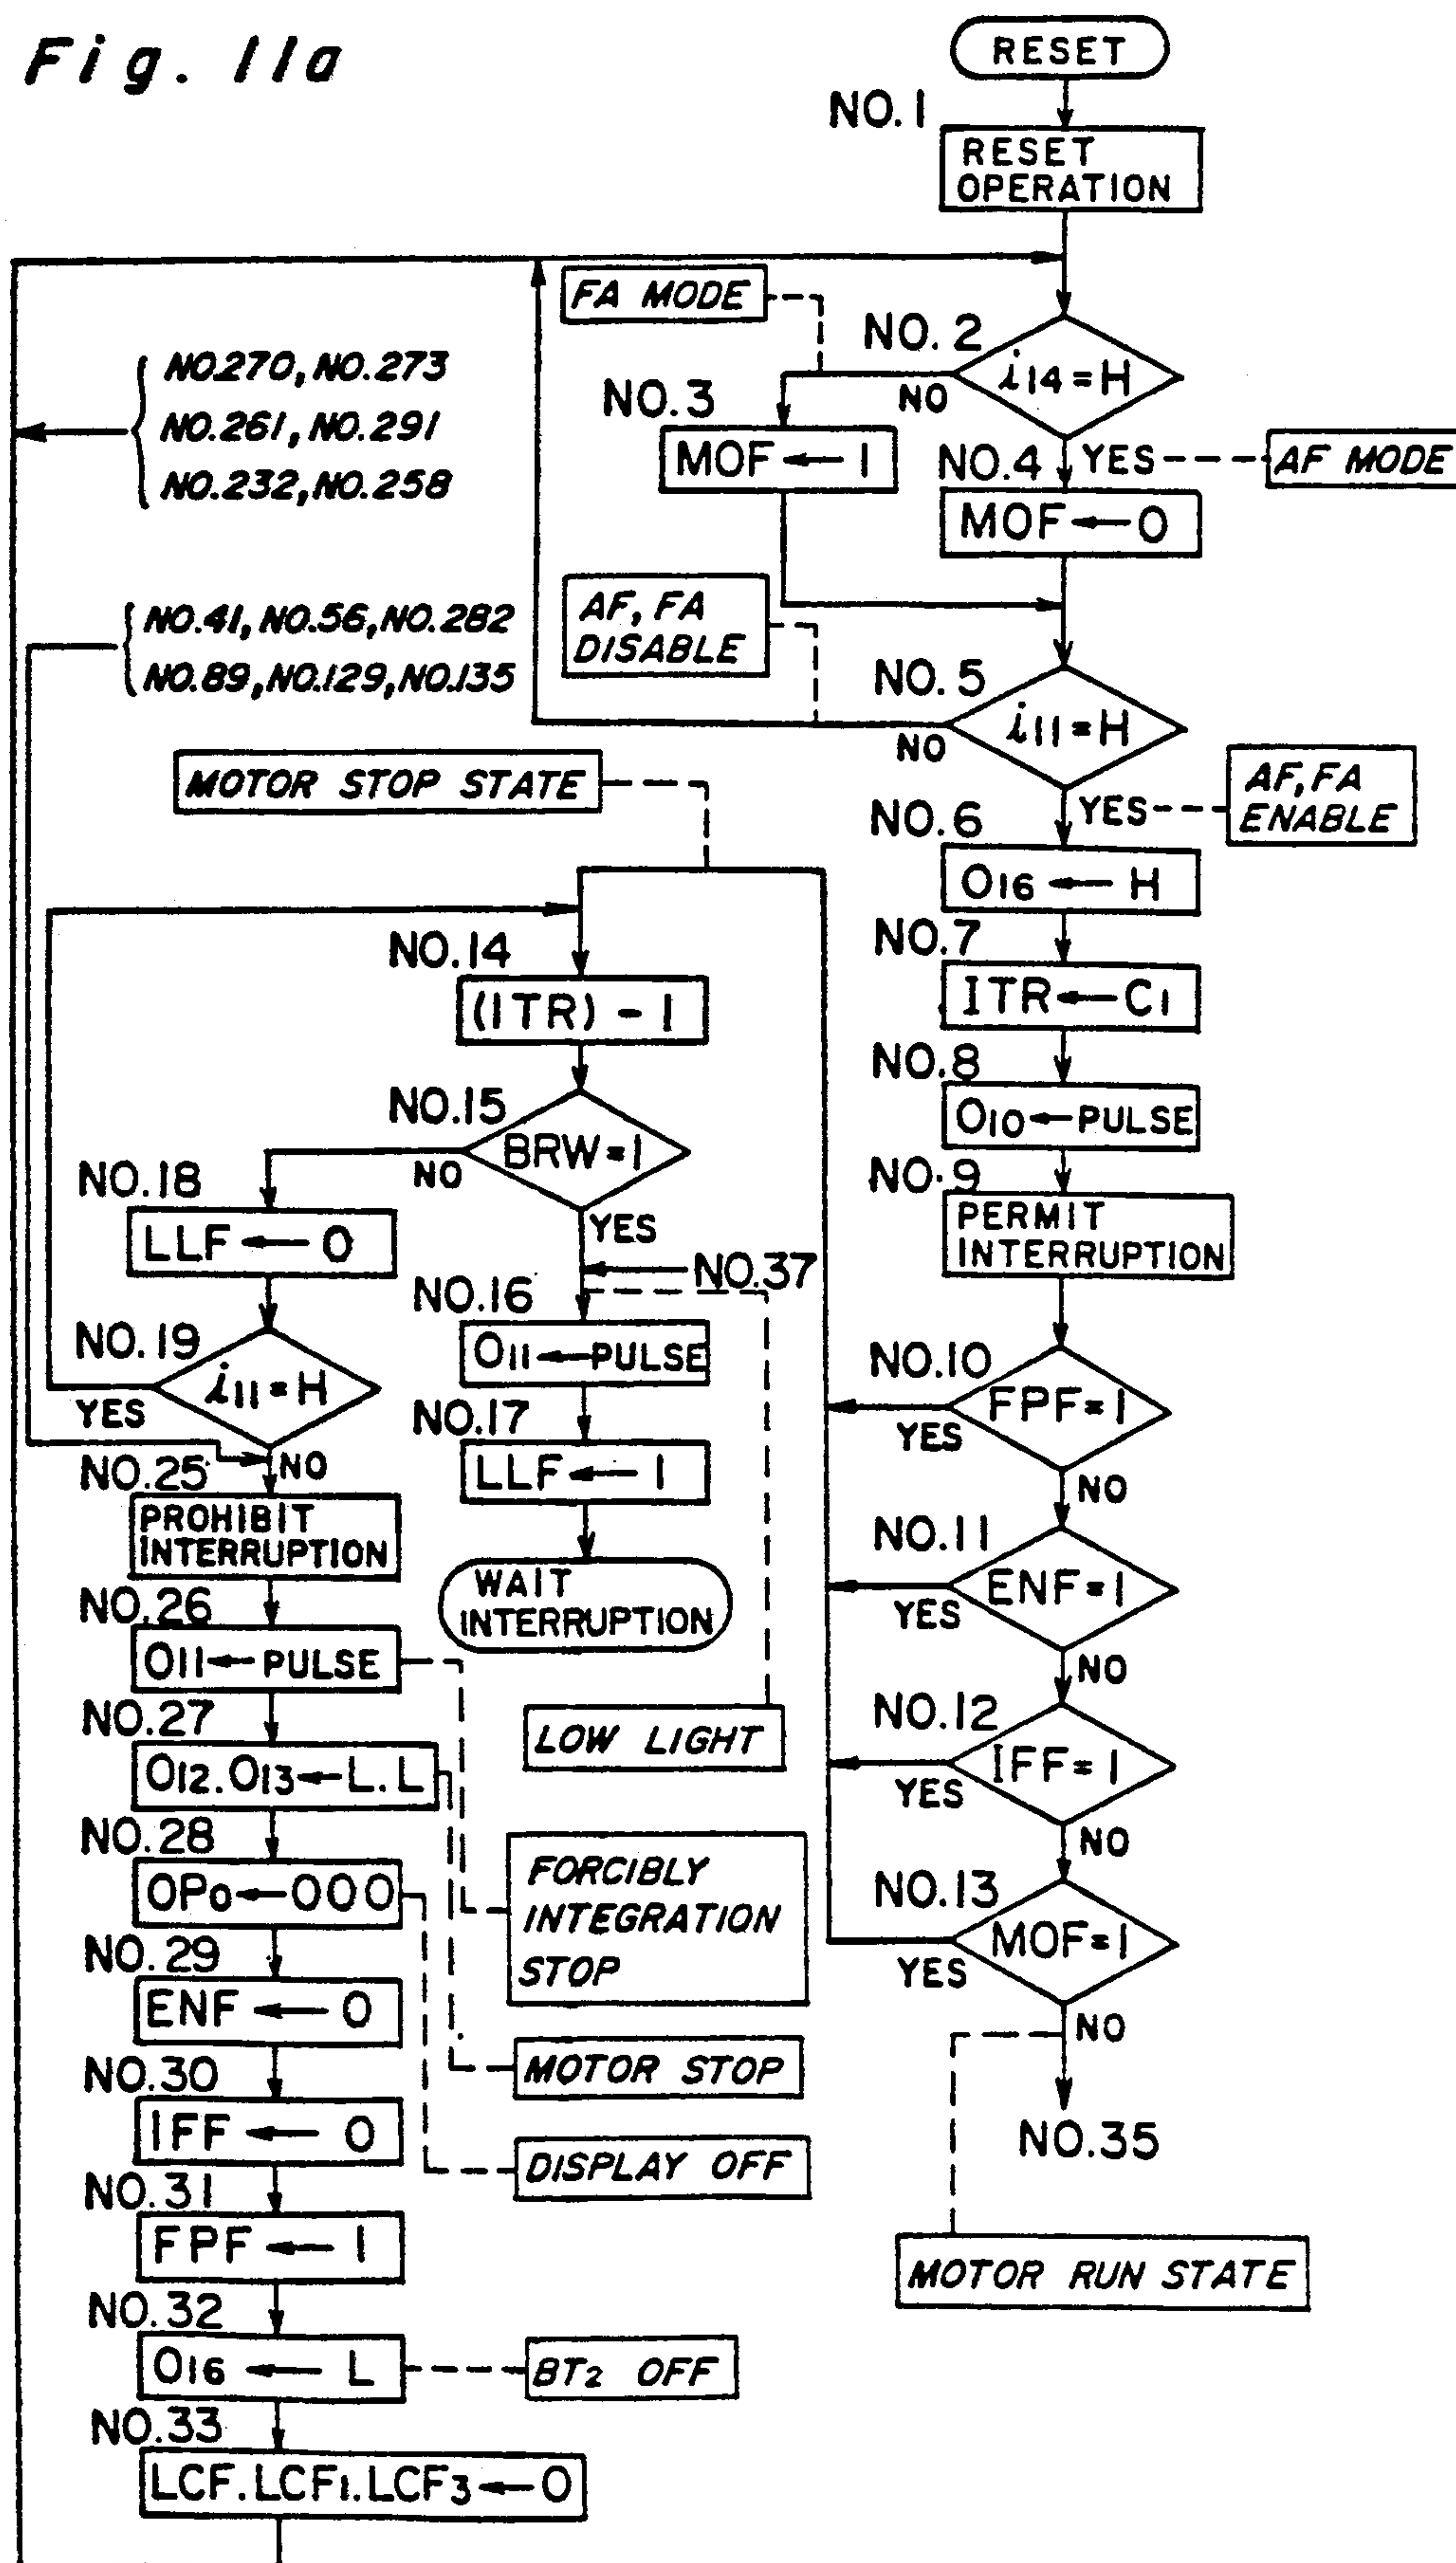 Fig. 11a
RESET
NO.1
RESET
OPERATION
FA MODE
NO.2
i14=H
NO
NO.270, NO.273
NO.261, NO.291
NO.232, NO.258
NO.3
MOF ← 1
NO.4
YES
AF MODE
MOF ← 0
NO.41, NO.56, NO.282
NO.89, NO.129, NO.135
AF, FA
DISABLE
NO.5
i11=H
NO
YES
AF, FA
ENABLE
MOTOR STOP STATE
NO.6
O16 ← H
NO.7
ITR ← C1
NO.8
O10 ← PULSE
NO.9
PERMIT
INTERRUPTION
NO.14
(ITR) - 1
NO.15
BRW=1
NO
YES
NO.37
NO.18
LLF ← 0
NO.16
O11 ← PULSE
NO.19
i11=H
YES
NO
NO.17
LLF ← 1
WAIT
INTERRUPTION
LOW LIGHT
NO.10
FPF=1
YES
NO
NO.11
ENF=1
YES
NO
NO.12
IFF=1
YES
NO
NO.13
MOF=1
YES
NO
NO.35
MOTOR RUN STATE
NO.25
PROHIBIT
INTERRUPTION
NO.26
O11 ← PULSE
NO.27
O12.O13 ← L.L
NO.28
OP0 ← 000
FORCIBLY
INTEGRATION
STOP
NO.29
ENF ← 0
MOTOR STOP
NO.30
IFF ← 0
DISPLAY OFF
NO.31
FPF ← 1
NO.32
O16 ← L
BT2 OFF
NO.33
LCF.LCF1.LCF3 ← 0